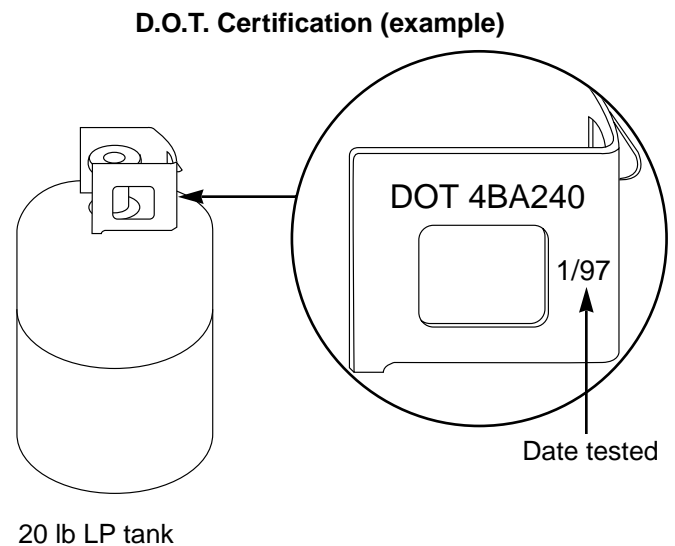 D.O.T. Certification (example)
DOT 4BA240
1/97
Date tested
20 lb LP tank